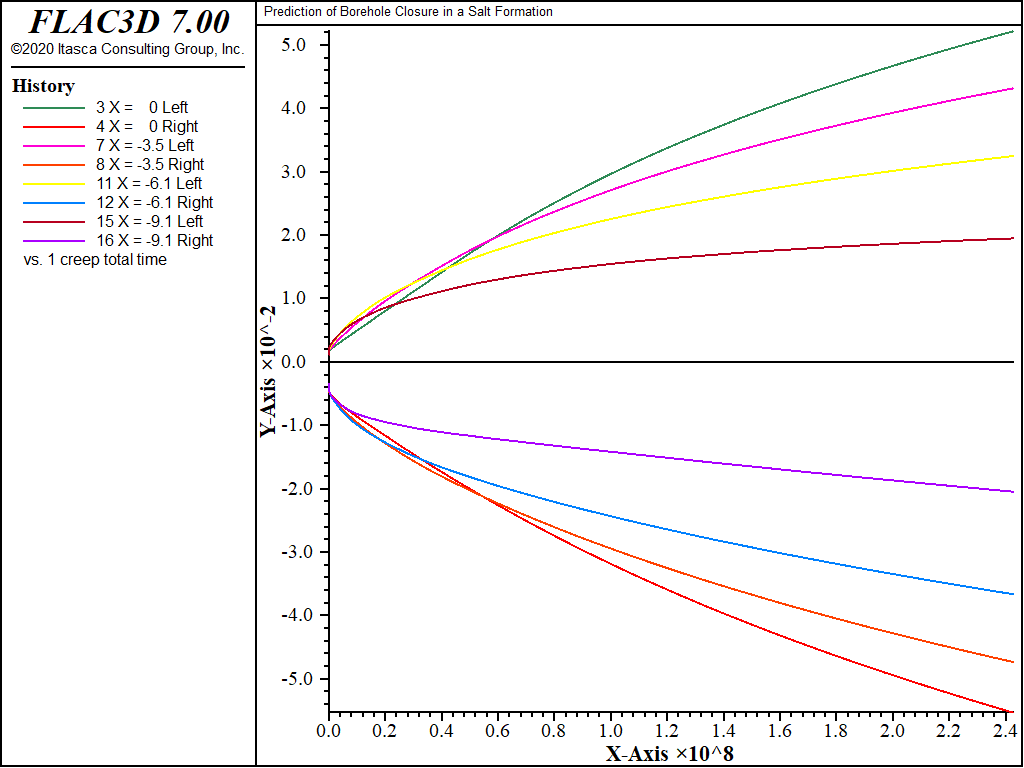 FLAC3D 7.00
©2020 Itasca Consulting Group, Inc.
Prediction of Borehole Closure in a Salt Formation
History
3 X = 0 Left
4 X = 0 Right
7 X = -3.5 Left
8 X = -3.5 Right
11 X = -6.1 Left
12 X = -6.1 Right
15 X = -9.1 Left
16 X = -9.1 Right
vs. 1 creep total time
Y-Axis ×10^-2
5.0
4.0
3.0
2.0
1.0
0.0
-1.0
-2.0
-3.0
-4.0
-5.0
0.0 0.2 0.4 0.6 0.8 1.0 1.2 1.4 1.6 1.8 2.0 2.2 2.4
X-Axis ×10^8